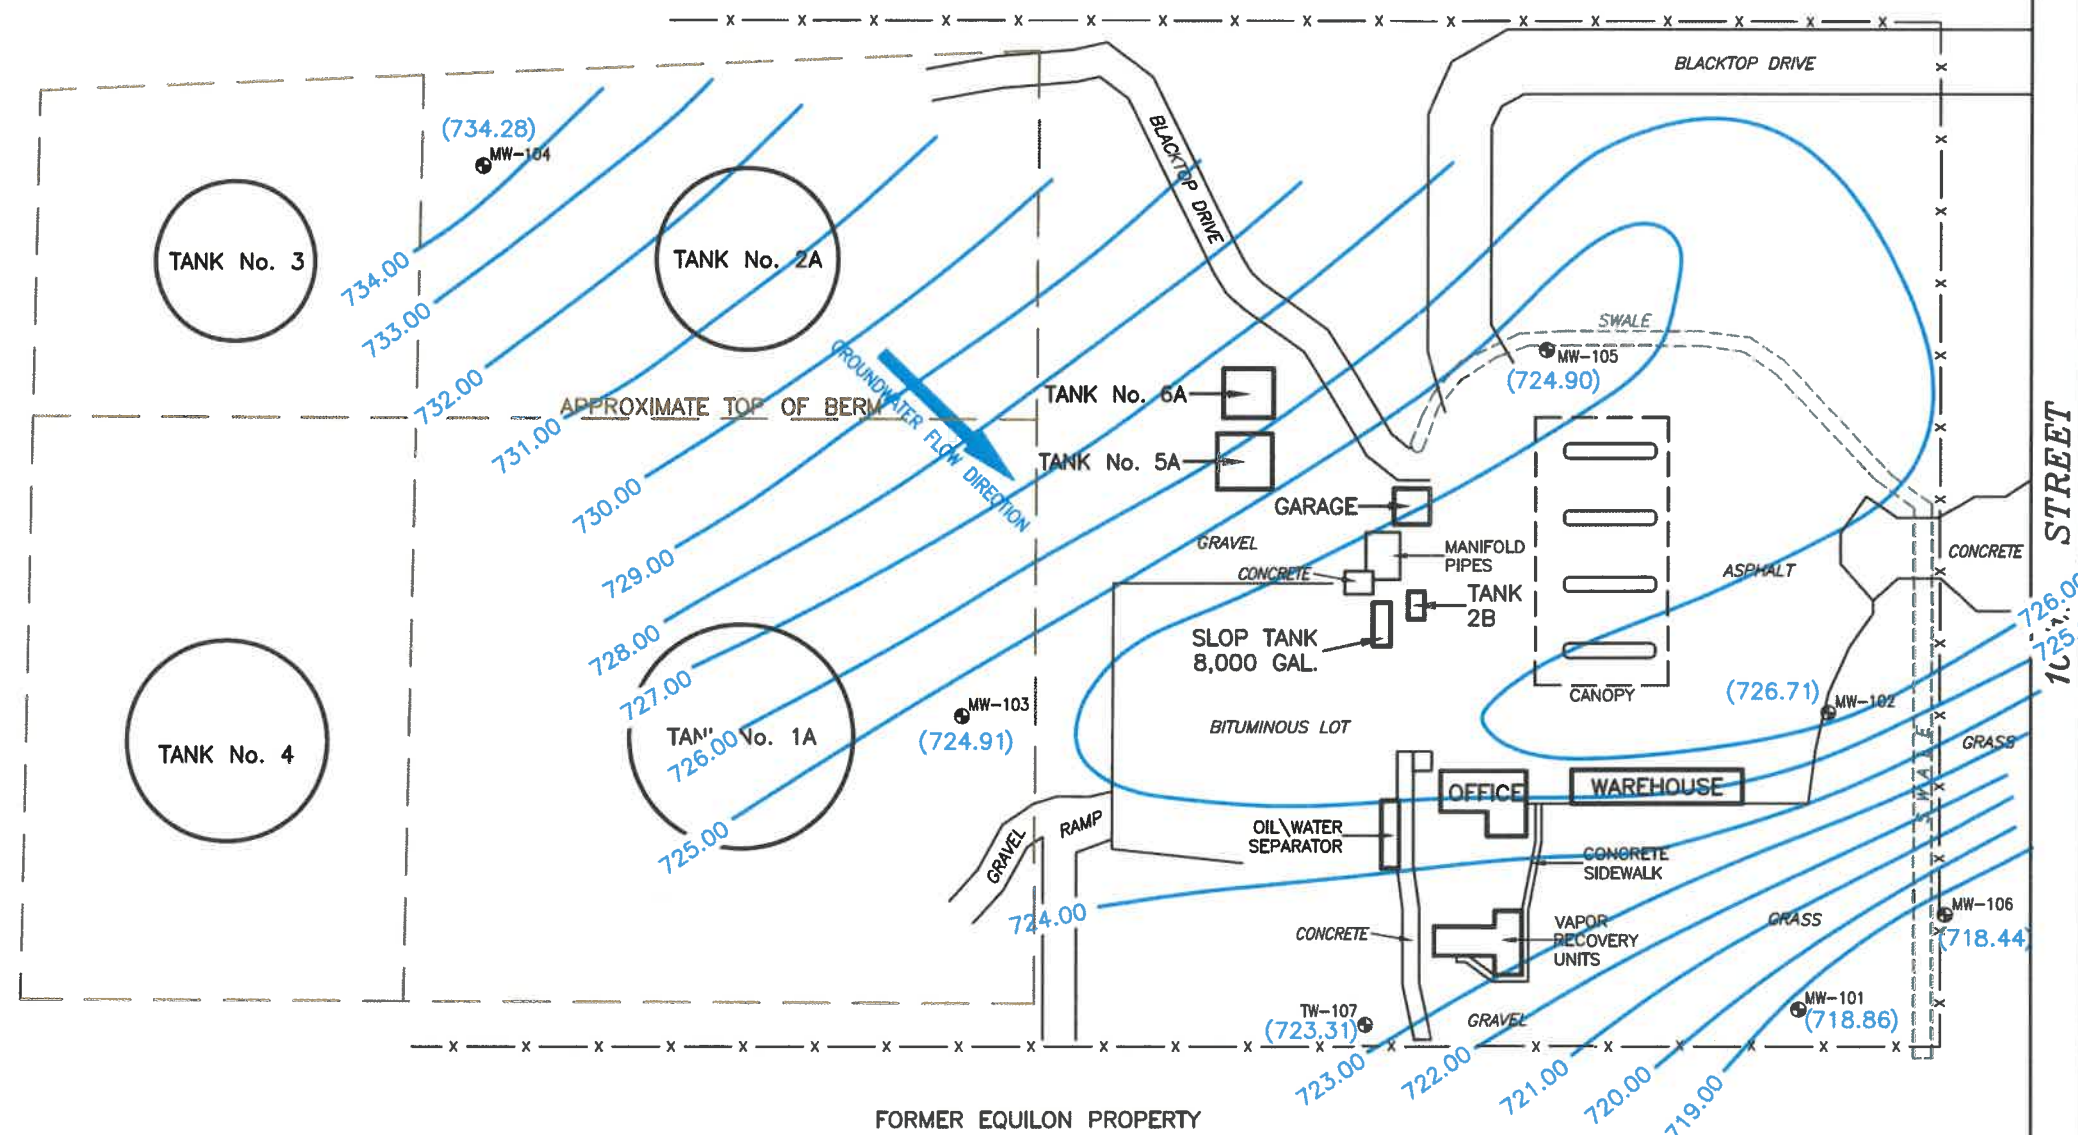 BLACKTOP DRIVE
(734.28)
MW-104
BLACKTOP DRIVE
TANK No. 3
TANK No. 2A
734.00
733.00
732.00
731.00
730.00
729.00
728.00
727.00
726.00
725.00
APPROXIMATE TOP OF BERM
GROUNDWATER FLOW DIRECTION
SWALE
MW-105
(724.90)
TANK No. 6A
TANK No. 5A
GARAGE
GRAVEL
MANIFOLD
PIPES
CONCRETE
TANK
2B
SLOP TANK
8,000 GAL.
ASPHALT
CONCRETE
STREET
726.00
725.
CANOPY
(726.71)
MW-102
GRASS
SWALE
MW-103
(724.91)
BITUMINOUS LOT
TANK No. 4
No. 1A
OFFICE
WAREHOUSE
OIL\WATER
SEPARATOR
GRAVEL
RAMP
CONCRETE
SIDEWALK
724.00
CONCRETE
VAPOR
RECOVERY
UNITS
GRASS
MW-106
(718.44)
TW-107
(723.31)
GRAVEL
MW-101
(718.86)
723.00
722.00
721.00
720.00
719.00
FORMER EQUILON PROPERTY